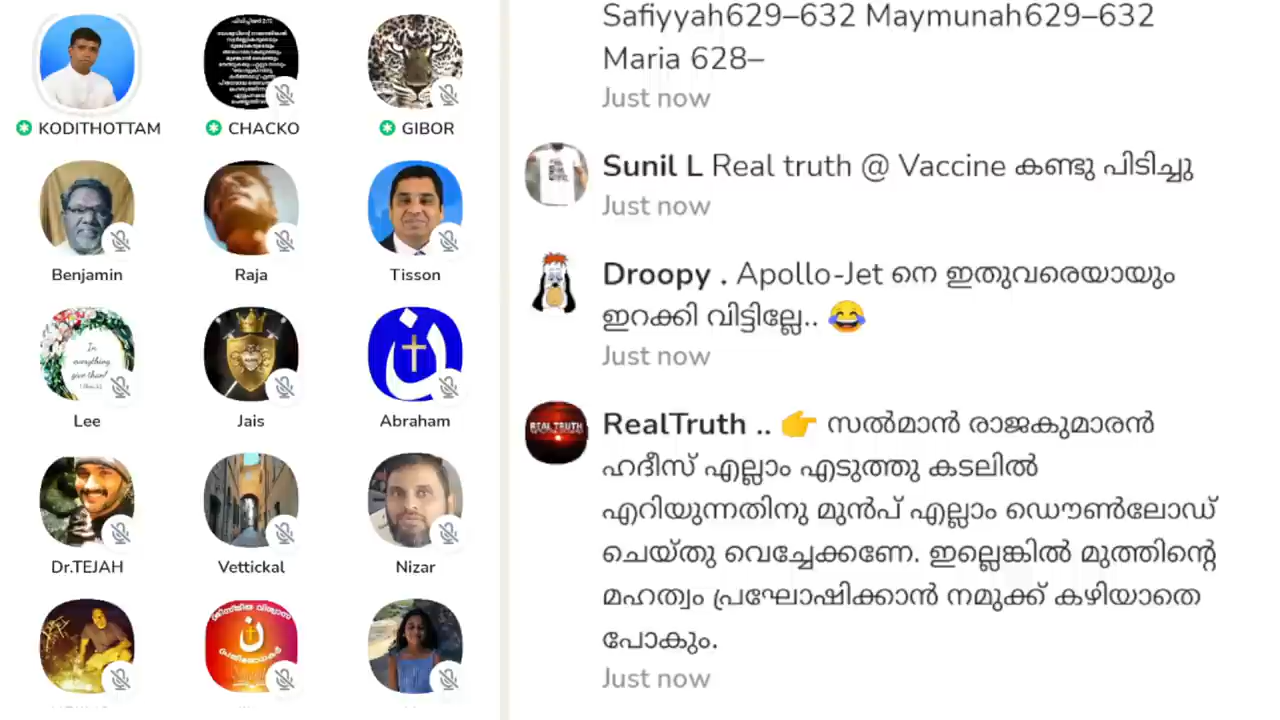 KODITHOTTAM
CHACKO
GIBOR
Benjamin
Raja
Tisson
Lee
Jais
Abraham
Dr.TEJAH
Vettickal
Nizar
Safiyyah629–632 Maymunah629–632
Maria 628–
Just now
Sunil L Real truth @ Vaccine കണ്ടു പിടിച്ചു
Just now
Droopy . Apollo-Jet നെ ഇതുവരെയായും
ഇറക്കി വിട്ടില്ലേ.. 😂
Just now
REAL TRUTH
RealTruth .. 👉 സൽമാൻ രാജകുമാരൻ
ഹദീസ് എല്ലാം എടുത്തു കടലിൽ
എറിയുന്നതിനു മുൻപ് എല്ലാം ഡൌൺലോഡ്
ചെയ്തു വെച്ചേക്കണേ. ഇല്ലെങ്കിൽ മുത്തിന്റെ
മഹത്വം പ്രഘോഷിക്കാൻ നമുക്ക് കഴിയാതെ
പോകും.
Just now